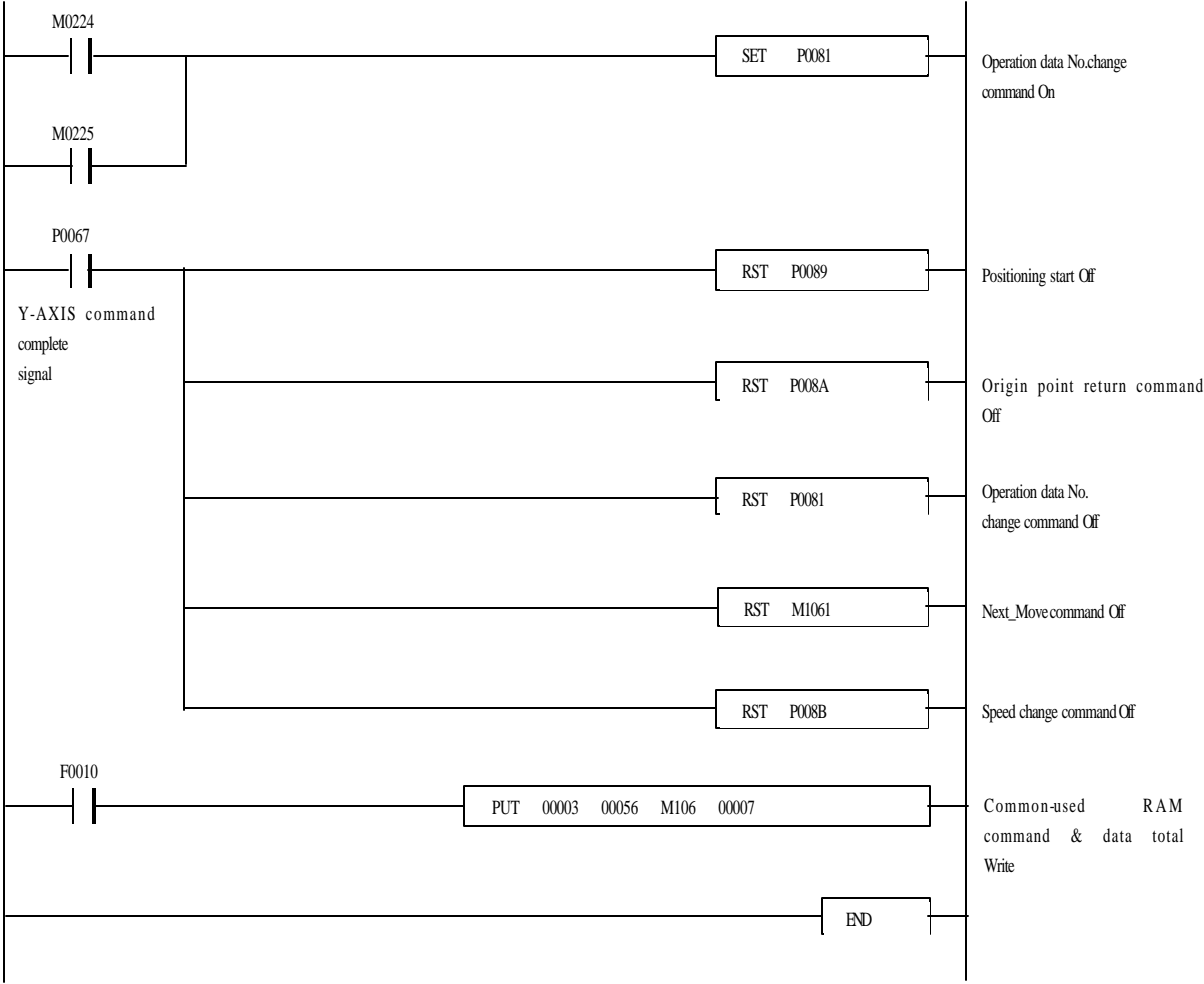 M0224
SET P0081
Operation data No.change
command On
M0225
P0067
RST P0089
Positioning start Off
Y-AXIS command
complete
signal
RST P008A
Origin point return command
Off
RST P0081
Operation data No.
change command Off
RST M1061
Next_Move command Off
RST P008B
Speed change command Off
F0010
PUT 00003 00056 M106 00007
Common-used RAM
command & data total
Write
END